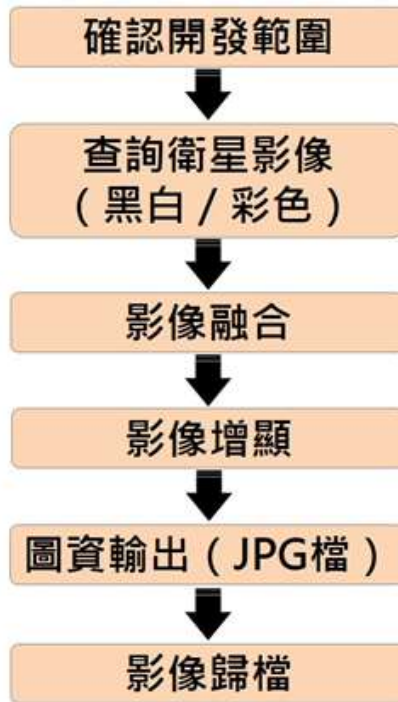 確認開發範圍
查詢衛星影像
（黑白 / 彩色）
影像融合
影像增顯
圖資輸出（JPG檔）
影像歸檔